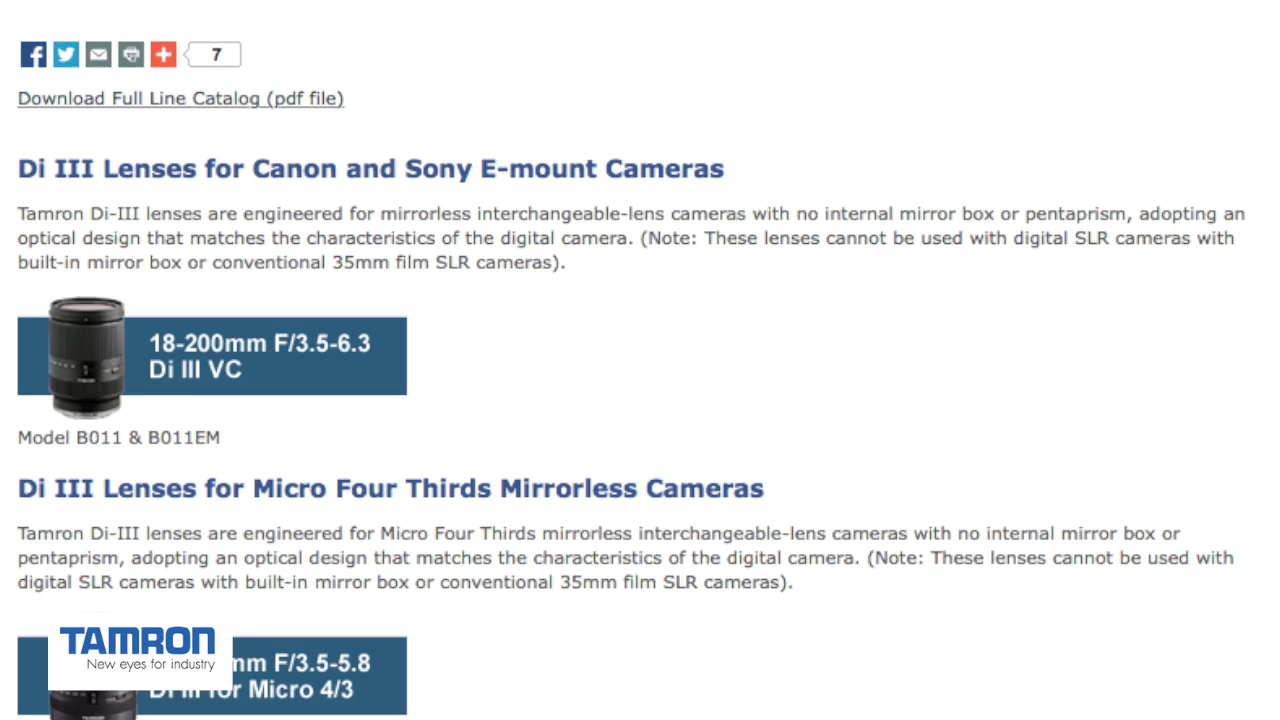 7
Download Full Line Catalog (pdf file)
Di III Lenses for Canon and Sony E-mount Cameras
Tamron Di-III lenses are engineered for mirrorless interchangeable-lens cameras with no internal mirror box or pentaprism, adopting an
optical design that matches the characteristics of the digital camera. (Note: These lenses cannot be used with digital SLR cameras with
built-in mirror box or conventional 35mm film SLR cameras).
18-200mm F/3.5-6.3
Di III VC
Model B011 & B011EM
Di III Lenses for Micro Four Thirds Mirrorless Cameras
Tamron Di-III lenses are engineered for Micro Four Thirds mirrorless interchangeable-lens cameras with no internal mirror box or
pentaprism, adopting an optical design that matches the characteristics of the digital camera. (Note: These lenses cannot be used with
digital SLR cameras with built-in mirror box or conventional 35mm film SLR cameras).
TAMRON
New eyes for industry
mm F/3.5-5.8
Di III for Micro 4/3